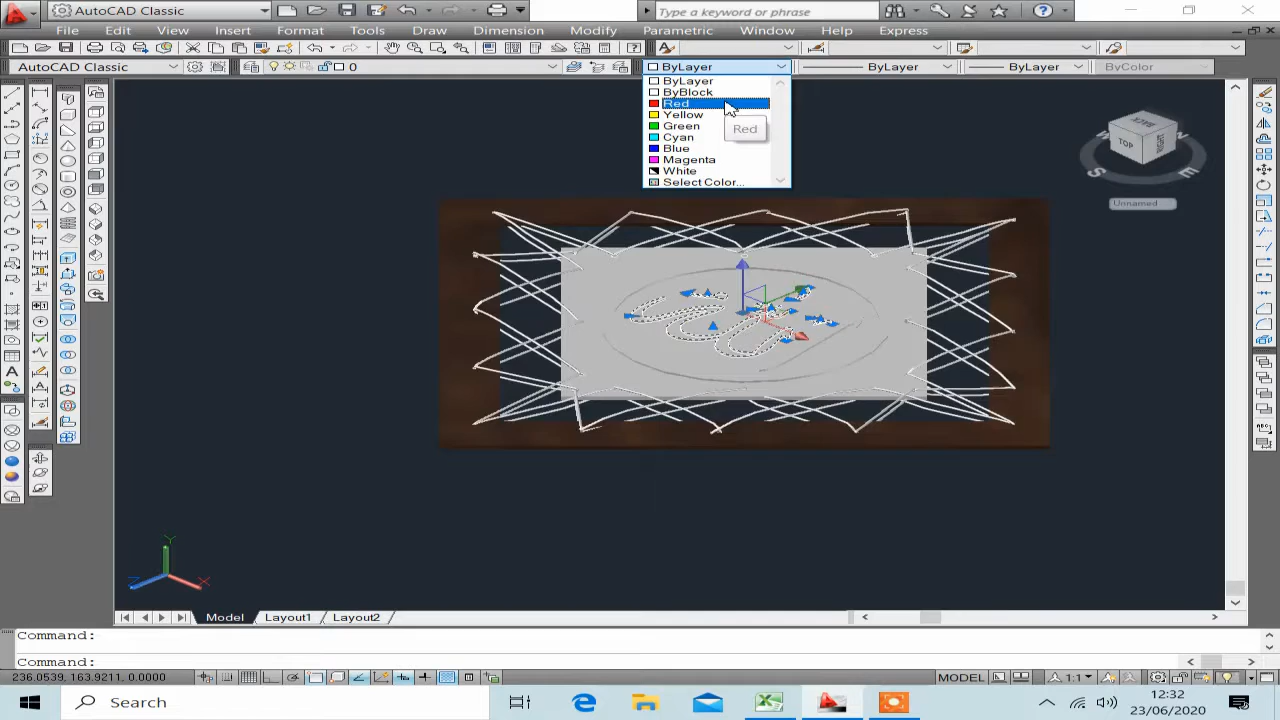 AutoCAD Classic
Type a keyword or phrase
File Edit View Insert Format Tools Draw Dimension Modify Parametric Window Help Express
AutoCAD Classic
0
ByLayer
ByLayer
ByLayer
ByColor
ByLayer
ByBlock
Red
Yellow
Green
Cyan
Blue
Magenta
White
Select Color...
Red
TOP
S
E
Unnamed
Y
X
Z
Model Layout1 Layout2
Command:
Command:
236.0539, 163.9211, 0.0000
MODEL
1:1
Search
12:32
23/06/2020